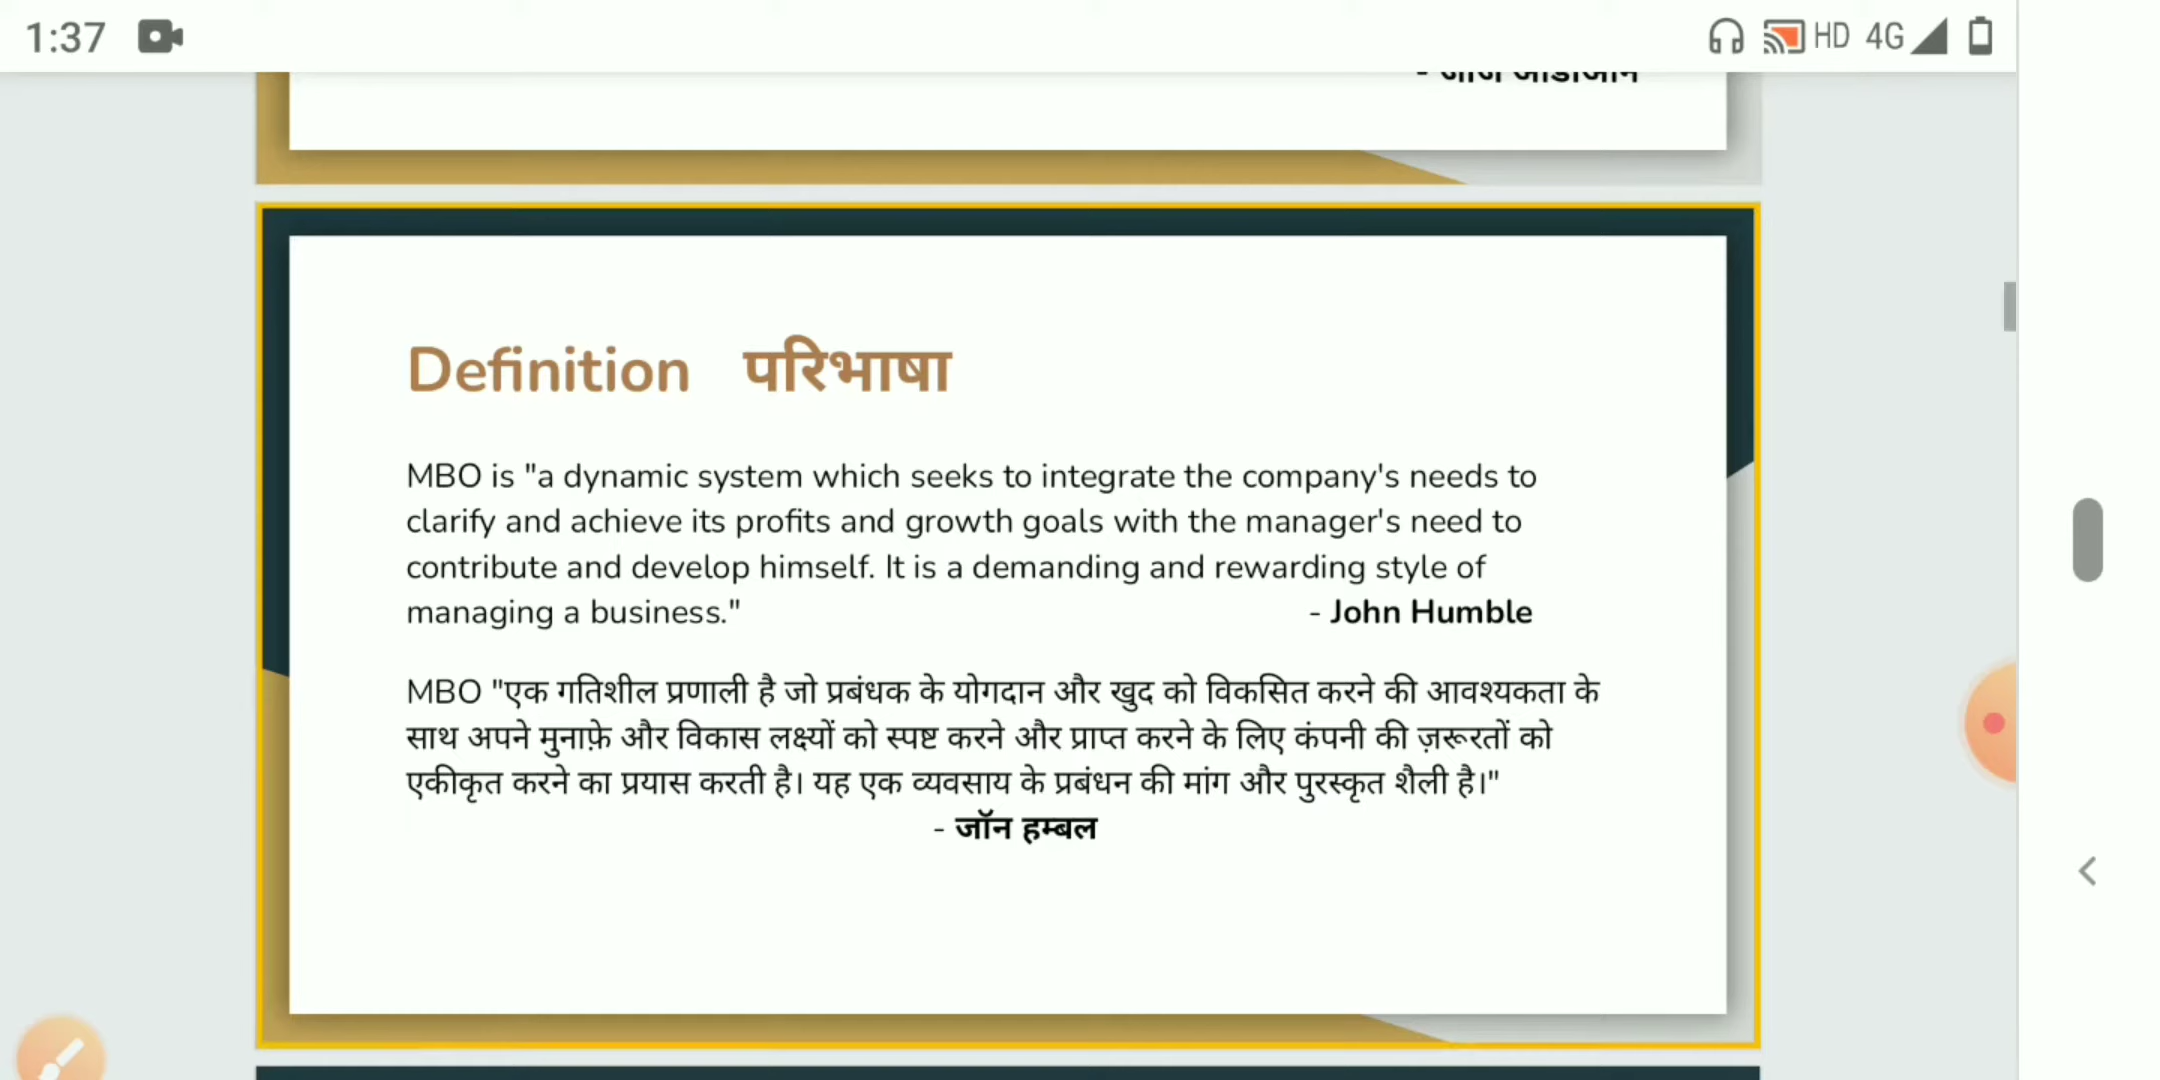 1:37
HD 4G
Definition परिभाषा
MBO is "a dynamic system which seeks to integrate the company's needs to
clarify and achieve its profits and growth goals with the manager's need to
contribute and develop himself. It is a demanding and rewarding style of
managing a business." - John Humble
MBO "एक गतिशील प्रणाली है जो प्रबंधक के योगदान और खुद को विकसित करने की आवश्यकता के
साथ अपने मुनाफ़े और विकास लक्ष्यों को स्पष्ट करने और प्राप्त करने के लिए कंपनी की ज़रूरतों को
एकीकृत करने का प्रयास करती है। यह एक व्यवसाय के प्रबंधन की मांग और पुरस्कृत शैली है।"
- जॉन हम्बल